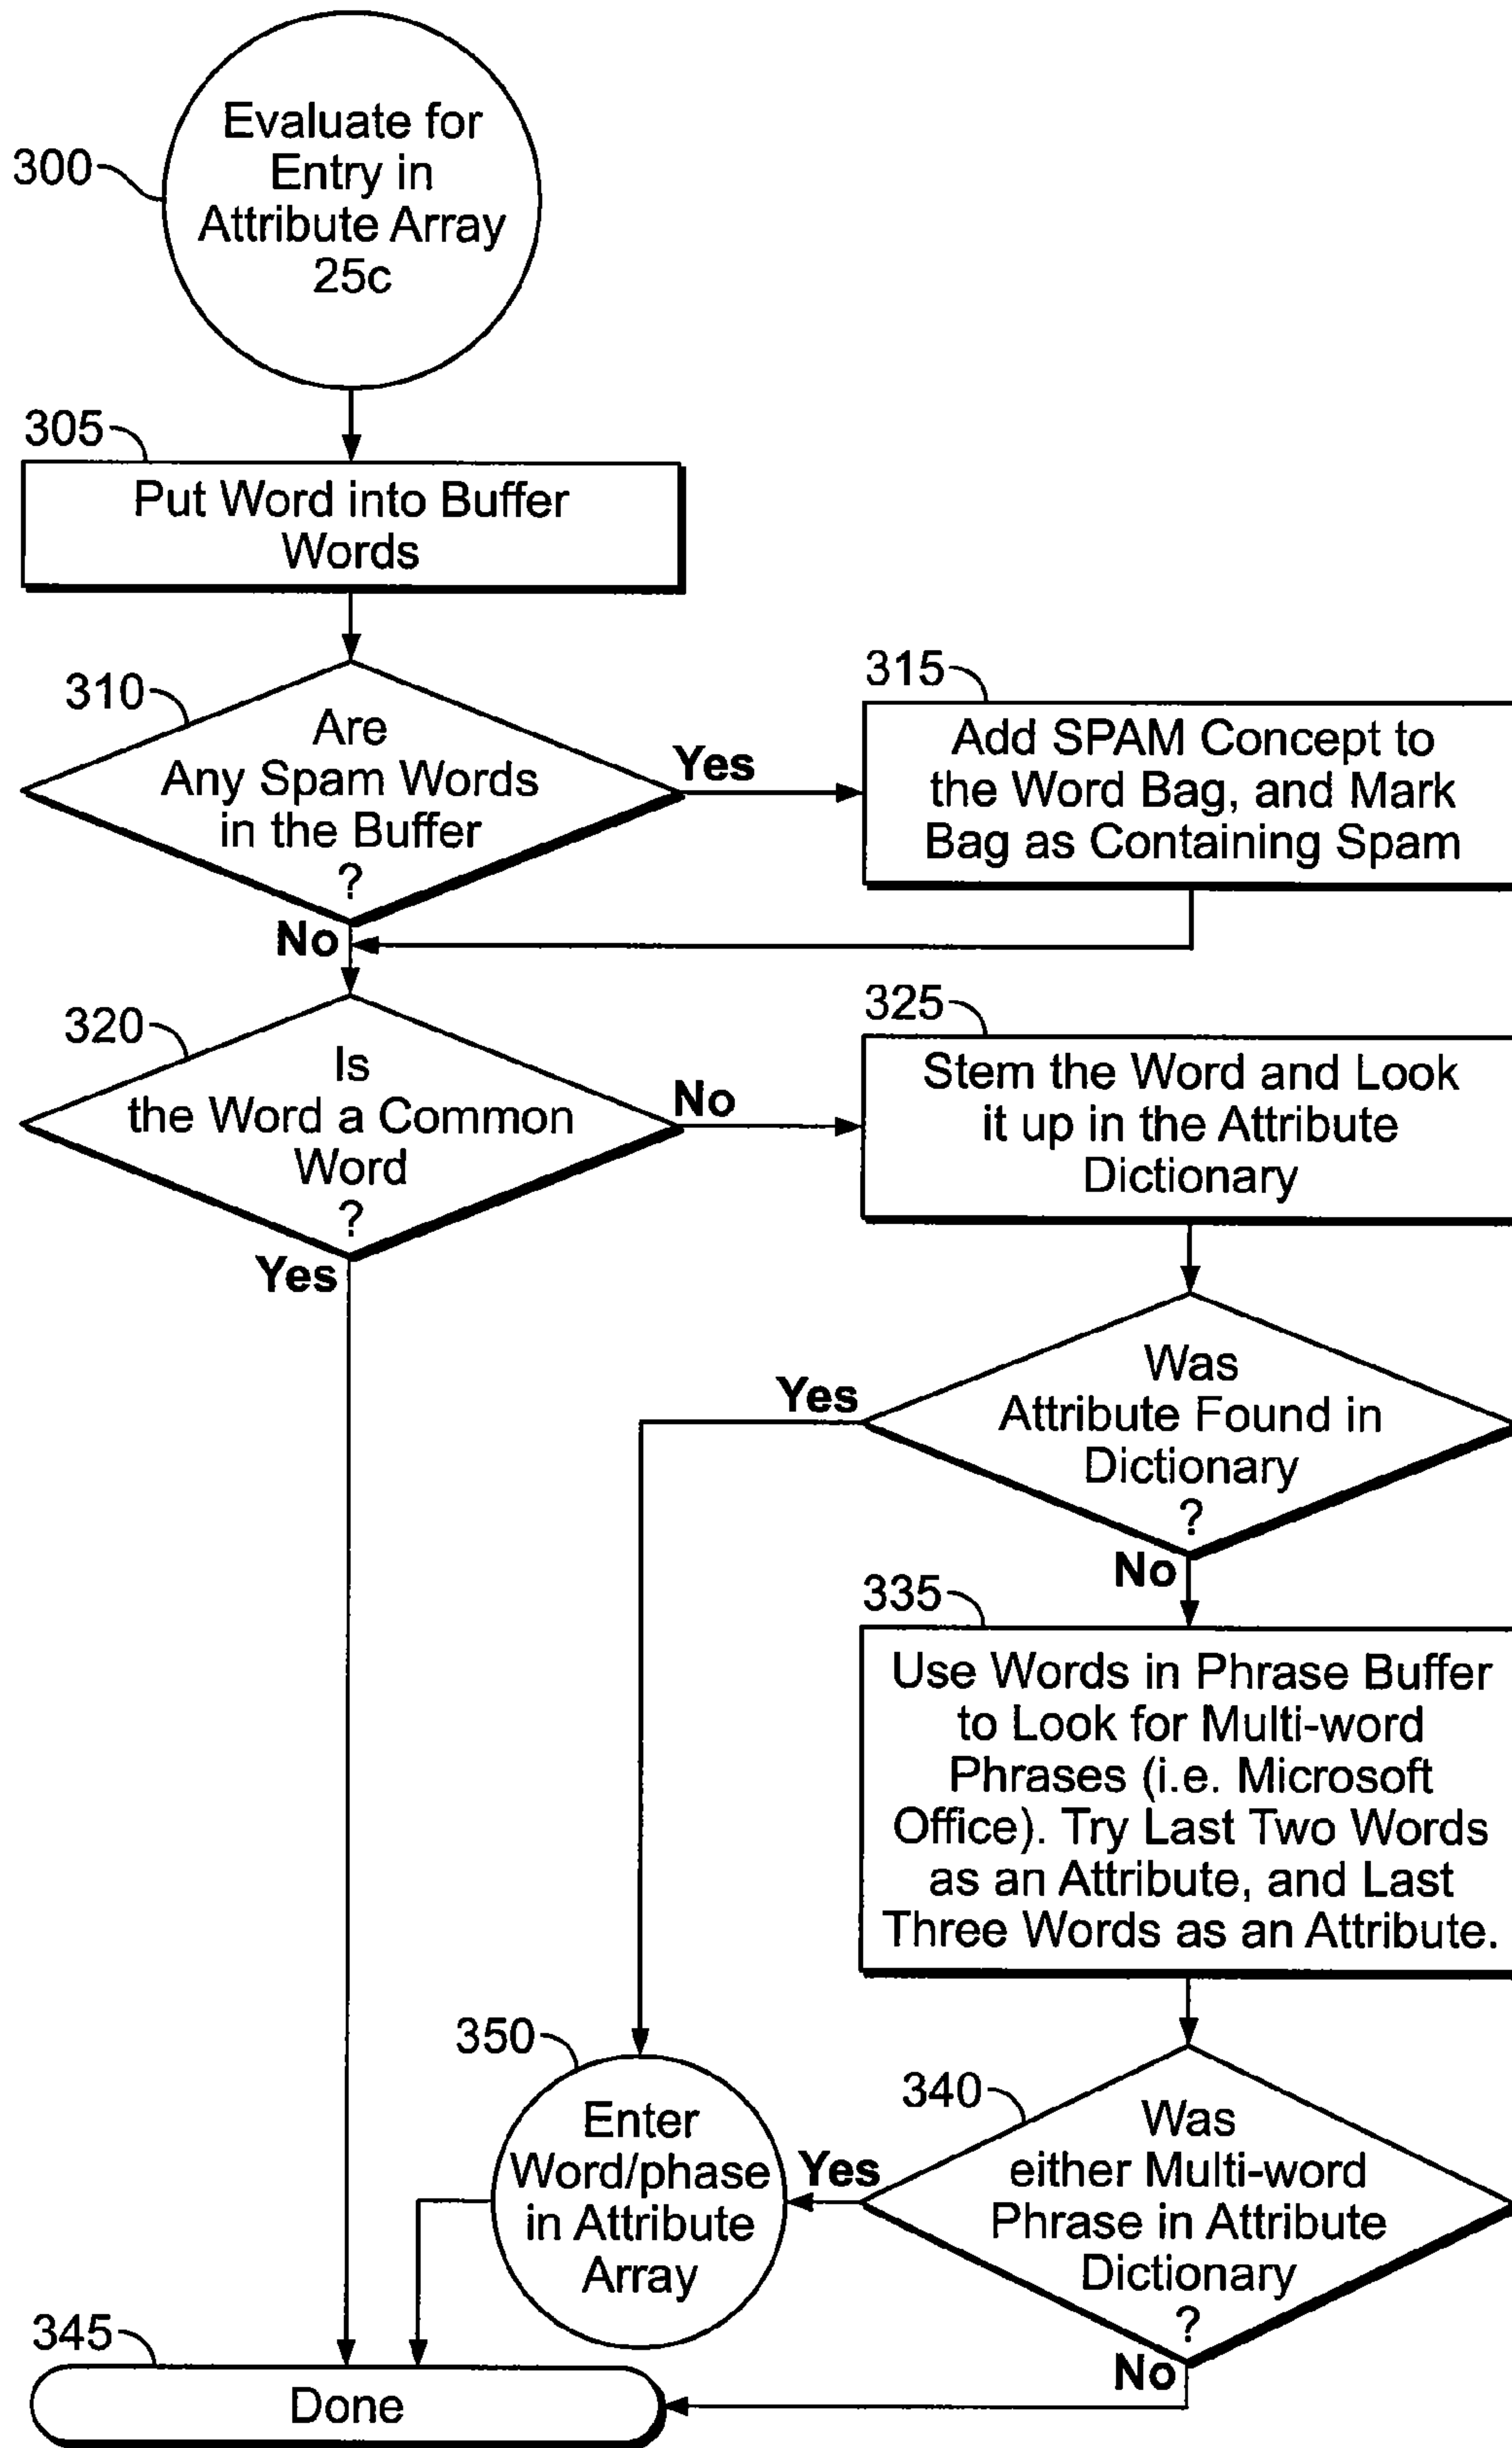 300
Evaluate for
Entry in
Attribute Array
25c
305
Put Word into Buffer
Words
310
Are
Any Spam Words
in the Buffer
?
Yes
No
315
Add SPAM Concept to
the Word Bag, and Mark
Bag as Containing Spam
320
Is
the Word a Common
Word
?
No
Yes
325
Stem the Word and Look
it up in the Attribute
Dictionary
Was
Attribute Found in
Dictionary
?
Yes
No
335
Use Words in Phrase Buffer
to Look for Multi-word
Phrases (i.e. Microsoft
Office). Try Last Two Words
as an Attribute, and Last
Three Words as an Attribute.
340
Was
either Multi-word
Phrase in Attribute
Dictionary
?
Yes
No
350
Enter
Word/phase
in Attribute
Array
345
Done